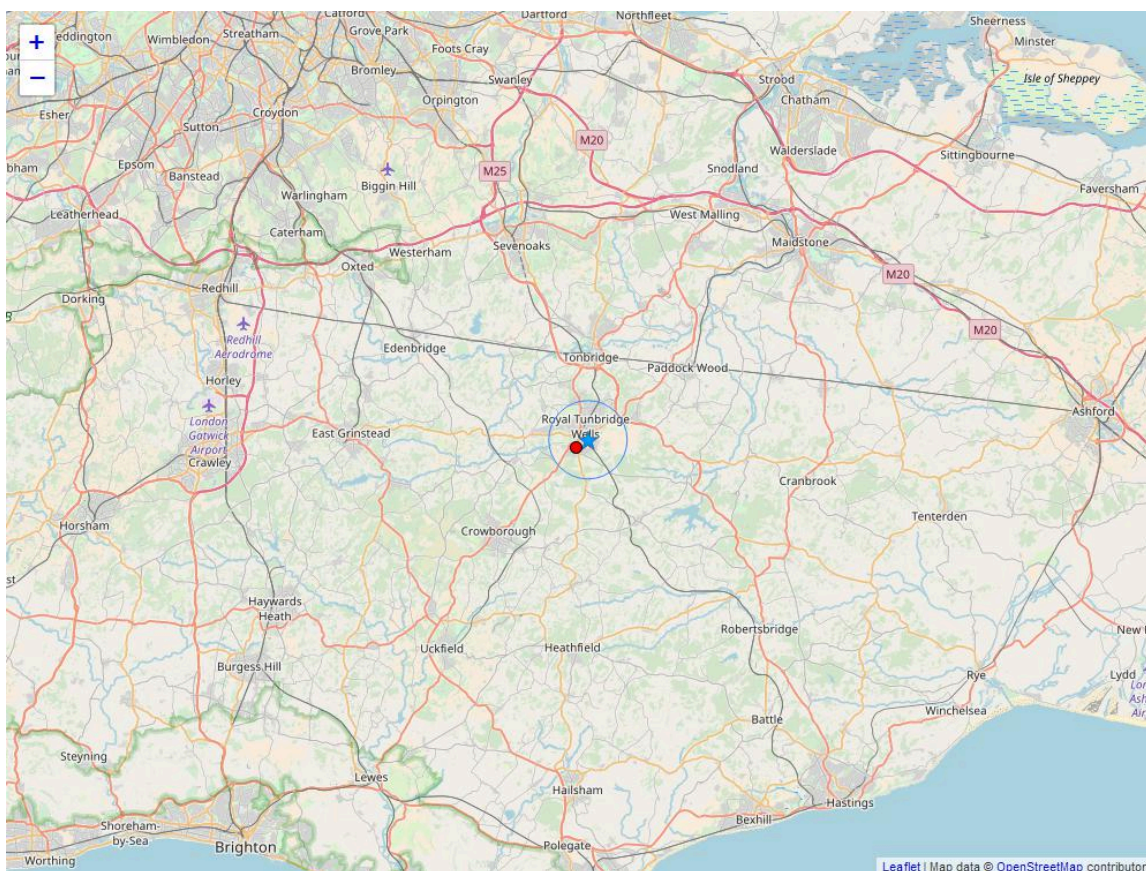 +
−
Wimbledon
Streatham
Catford
Grove Park
Foots Cray
Bromley
Dartford
Northfleet
Swanley
Orpington
Strood
Chatham
Sheerness
Minster
Isle of Sheppey
Esher
Sutton
Croydon
Epsom
Banstead
Warlingham
Biggin Hill
M25
M20
Snodland
Walderslade
Sittingbourne
Faversham
Leatherhead
Caterham
Oxted
Westerham
Sevenoaks
West Malling
Maidstone
M20
Dorking
Redhill
Redhill
Aerodrome
Edenbridge
Tonbridge
Paddock Wood
M20
Horley
London
Gatwick
Airport
Crawley
East Grinstead
Royal Tunbridge
Wells
Ashford
Cranbrook
Horsham
Crowborough
Tenterden
Haywards
Heath
Uckfield
Heathfield
Robertsbridge
Burgess Hill
Rye
Lydd
Winchelsea
Battle
Steyning
Lewes
Hailsham
Hastings
Bexhill
Shoreham-
by-Sea
Brighton
Polegate
Worthing
Leaflet | Map data © OpenStreetMap contributor